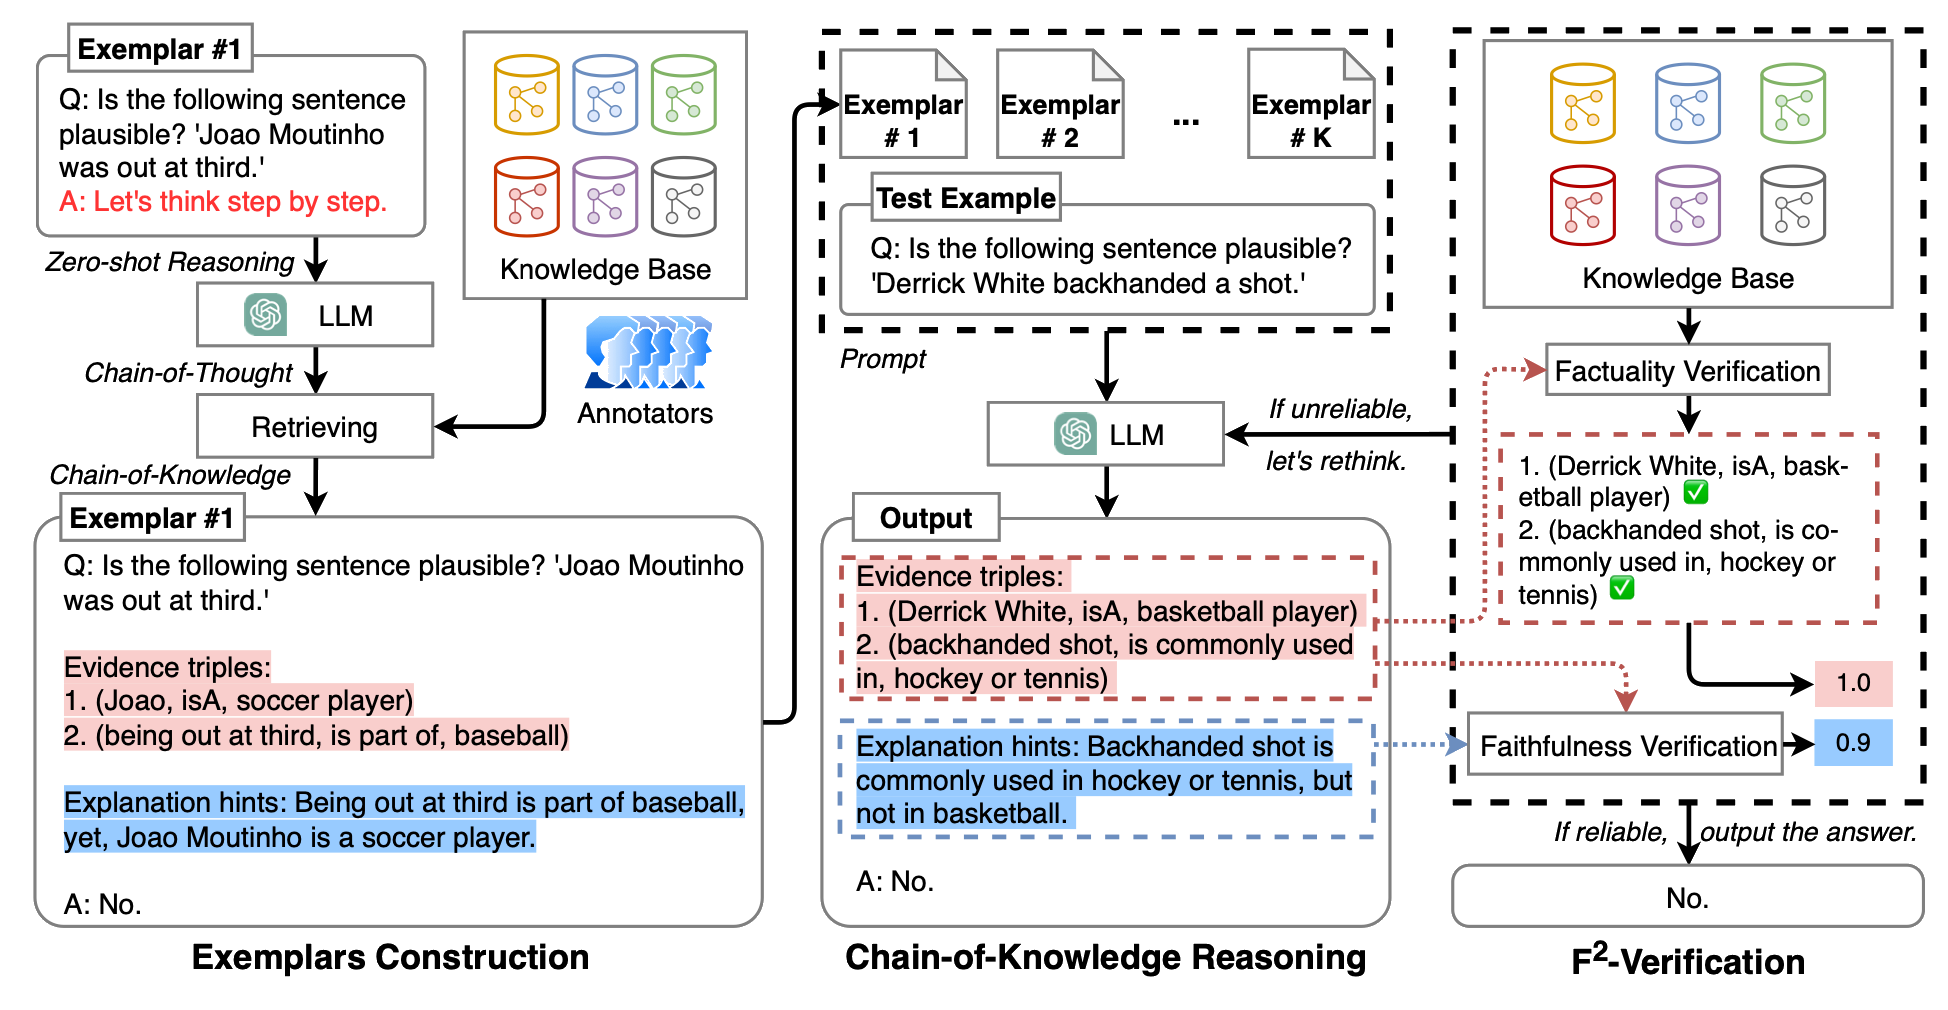 Exemplar #1
Q: Is the following sentence
plausible? 'Joao Moutinho
was out at third.'
A: Let's think step by step.
Zero-shot Reasoning
LLM
Chain-of-Thought
Retrieving
Chain-of-Knowledge
Knowledge Base
Annotators
Exemplar #1
Q: Is the following sentence plausible? 'Joao Moutinho
was out at third.'
Evidence triples:
1. (Joao, isA, soccer player)
2. (being out at third, is part of, baseball)
Explanation hints: Being out at third is part of baseball,
yet, Joao Moutinho is a soccer player.
A: No.
Exemplars Construction
Exemplar
# 1
Exemplar
# 2
...
Exemplar
# K
Test Example
Q: Is the following sentence plausible?
'Derrick White backhanded a shot.'
Prompt
LLM
If unreliable,
let's rethink.
Output
Evidence triples:
1. (Derrick White, isA, basketball player)
2. (backhanded shot, is commonly used
in, hockey or tennis)
Explanation hints: Backhanded shot is
commonly used in hockey or tennis, but
not in basketball.
A: No.
Chain-of-Knowledge Reasoning
Knowledge Base
Factuality Verification
1. (Derrick White, isA, bask-
etball player) ✅
2. (backhanded shot, is co-
mmonly used in, hockey or
tennis) ✅
1.0
Faithfulness Verification
0.9
If reliable, output the answer.
No.
F²-Verification